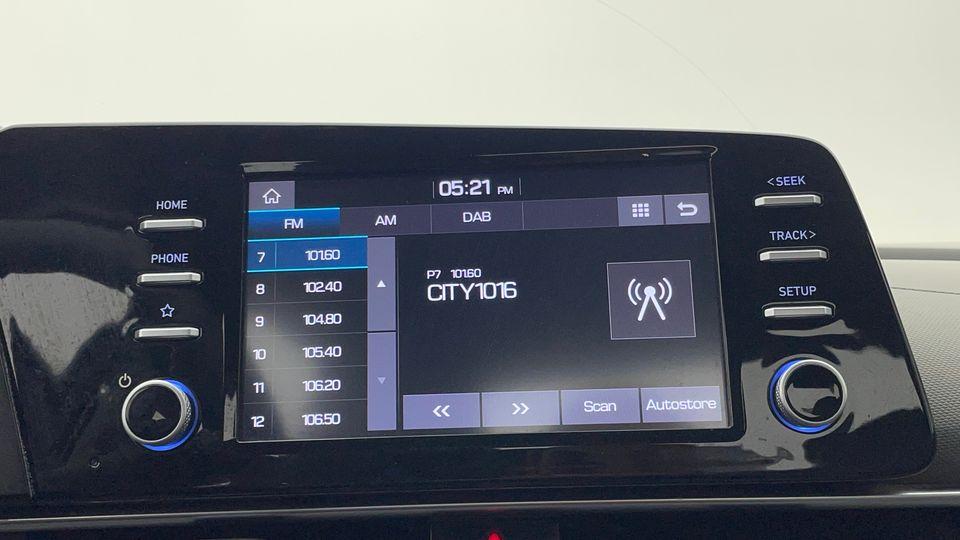 HOME
PHONE
05:21 PM
FM AM DAB
7 101.60
8 102.40
9 104.80
10 105.40
11 106.20
12 106.50
P7 101.60
CITY1016
<< >> Scan Autostore
<SEEK
TRACK>
SETUP